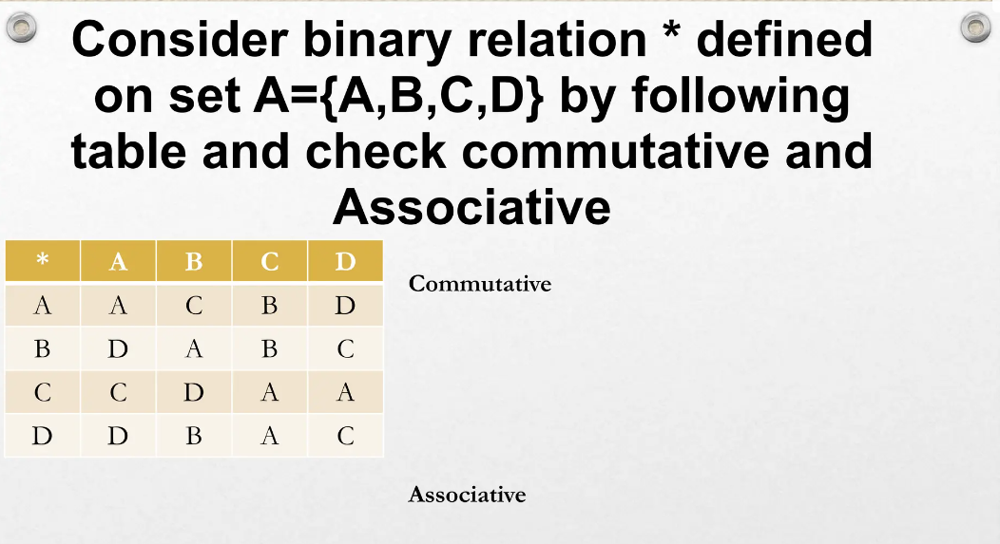 Consider binary relation * defined
on set A={A,B,C,D} by following
table and check commutative and
Associative
* A B C D
A A C B D
B D A B C
C C D A A
D D B A C
Commutative
Associative